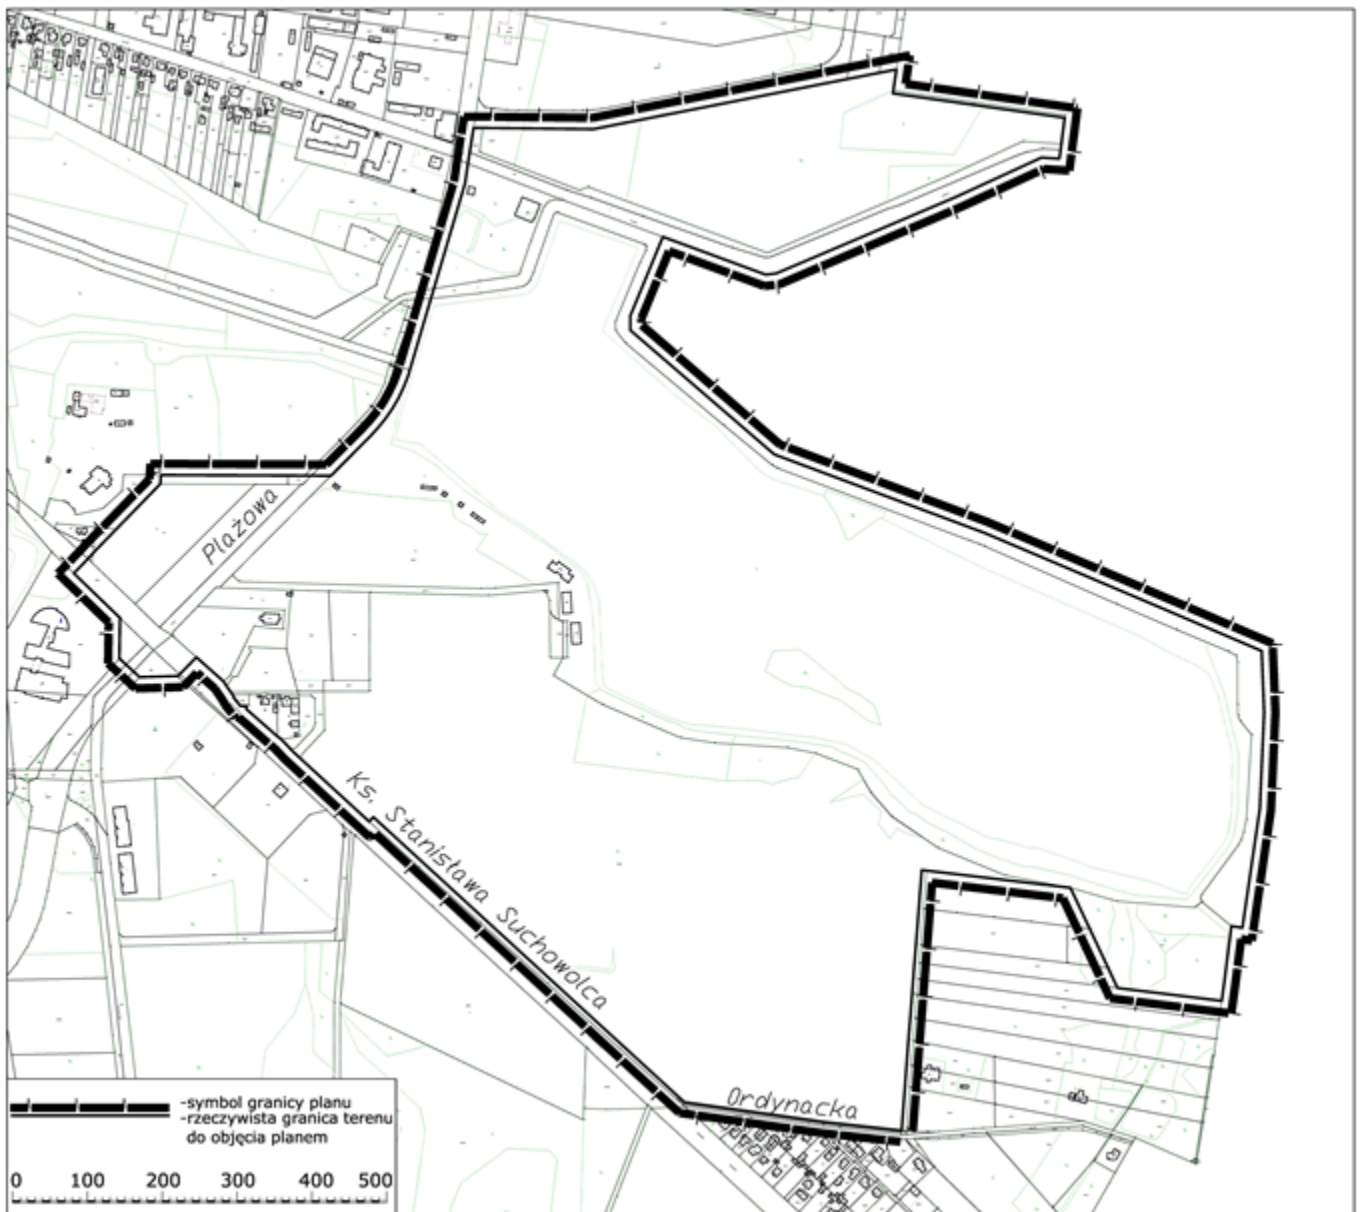 Plażowa
Ks. Stanisława Suchowolca
Ordynacka
-symbol granicy planu
-rzeczywista granica terenu
do objęcia planem
0 100 200 300 400 500